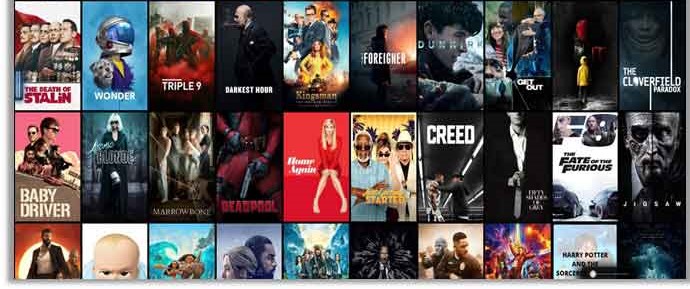 THE DEATH OF
STALIN
WONDER
TRIPLE 9
DARKEST HOUR
Kingsman
THE FOREIGNER
DUNKIRK
GET
OUT
THE
CLOVERFIELD
PARADOX
BABY
DRIVER
ATOMIC
BLONDE
MARROWBONE
DEADPOOL
Home
Again
STARTED
CREED
FIFTY
SHADES
OF
GREY
THE
FATE OF THE
FURIOUS
JIGSAW
HARRY POTTER
AND THE